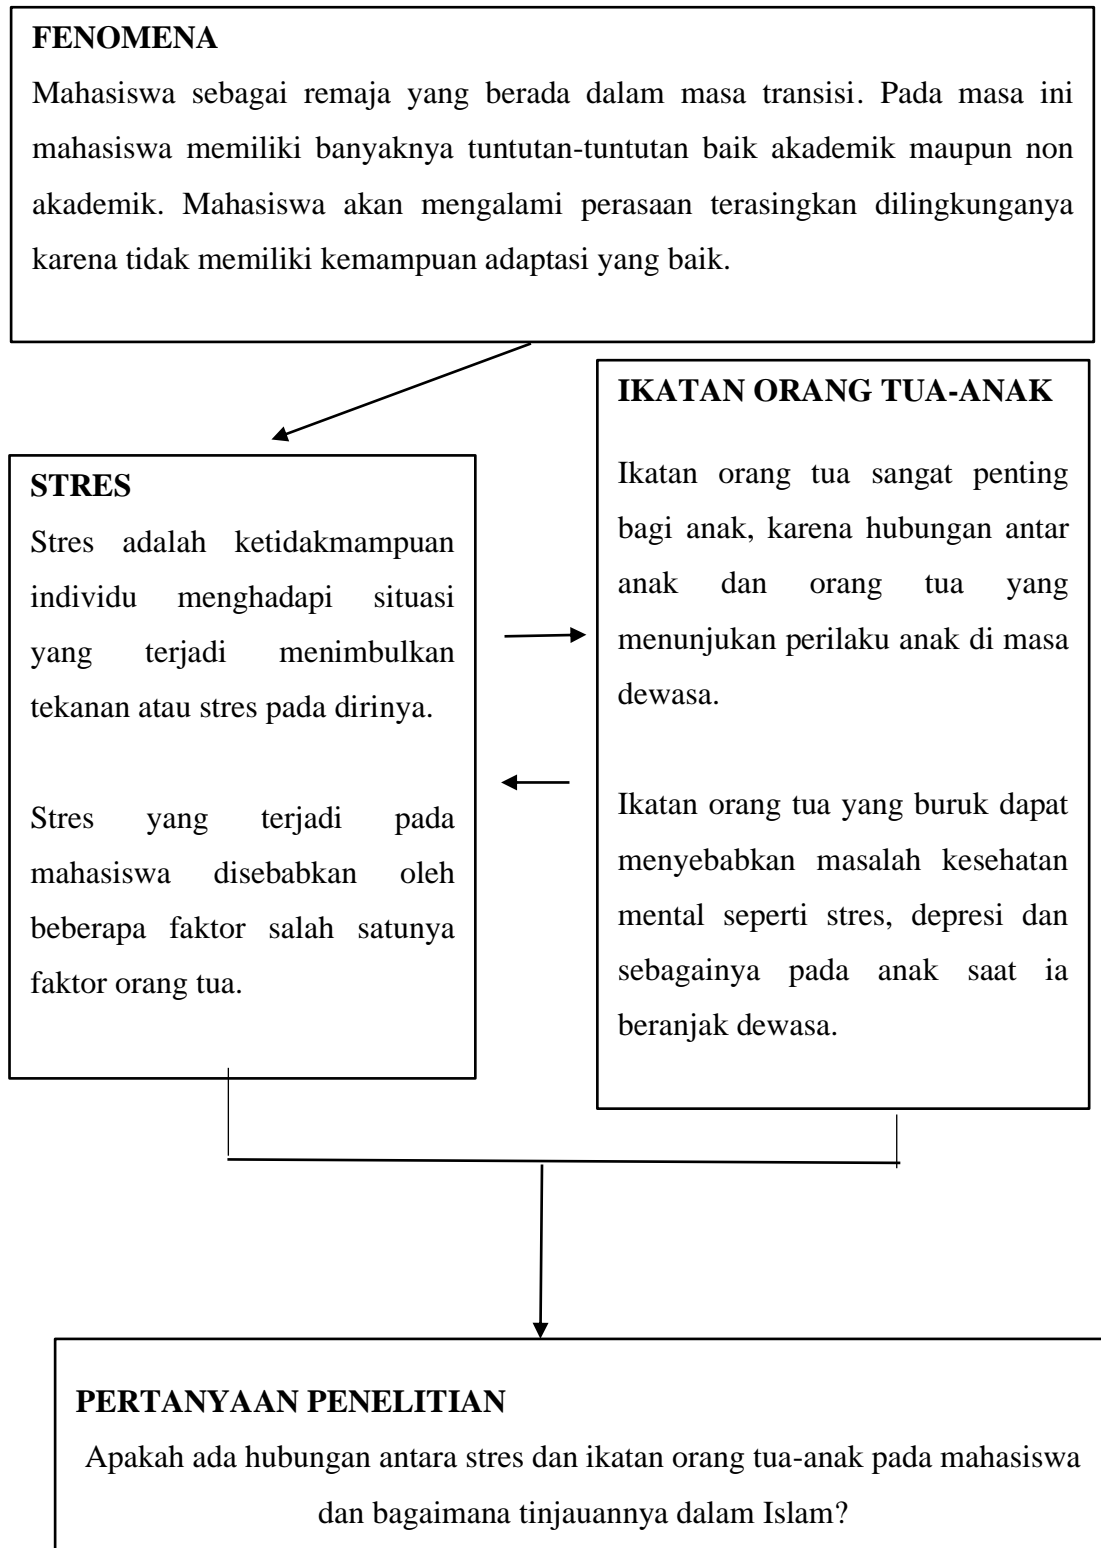 FENOMENA
Mahasiswa sebagai remaja yang berada dalam masa transisi. Pada masa ini
mahasiswa memiliki banyaknya tuntutan-tuntutan baik akademik maupun non
akademik. Mahasiswa akan mengalami perasaan terasingkan dilingkunganya
karena tidak memiliki kemampuan adaptasi yang baik.
STRES
Stres adalah ketidakmampuan
individu menghadapi situasi
yang terjadi menimbulkan
tekanan atau stres pada dirinya.
Stres yang terjadi pada
mahasiswa disebabkan oleh
beberapa faktor salah satunya
faktor orang tua.
IKATAN ORANG TUA-ANAK
Ikatan orang tua sangat penting
bagi anak, karena hubungan antar
anak dan orang tua yang
menunjukan perilaku anak di masa
dewasa.
Ikatan orang tua yang buruk dapat
menyebabkan masalah kesehatan
mental seperti stres, depresi dan
sebagainya pada anak saat ia
beranjak dewasa.
PERTANYAAN PENELITIAN
Apakah ada hubungan antara stres dan ikatan orang tua-anak pada mahasiswa
dan bagaimana tinjauannya dalam Islam?